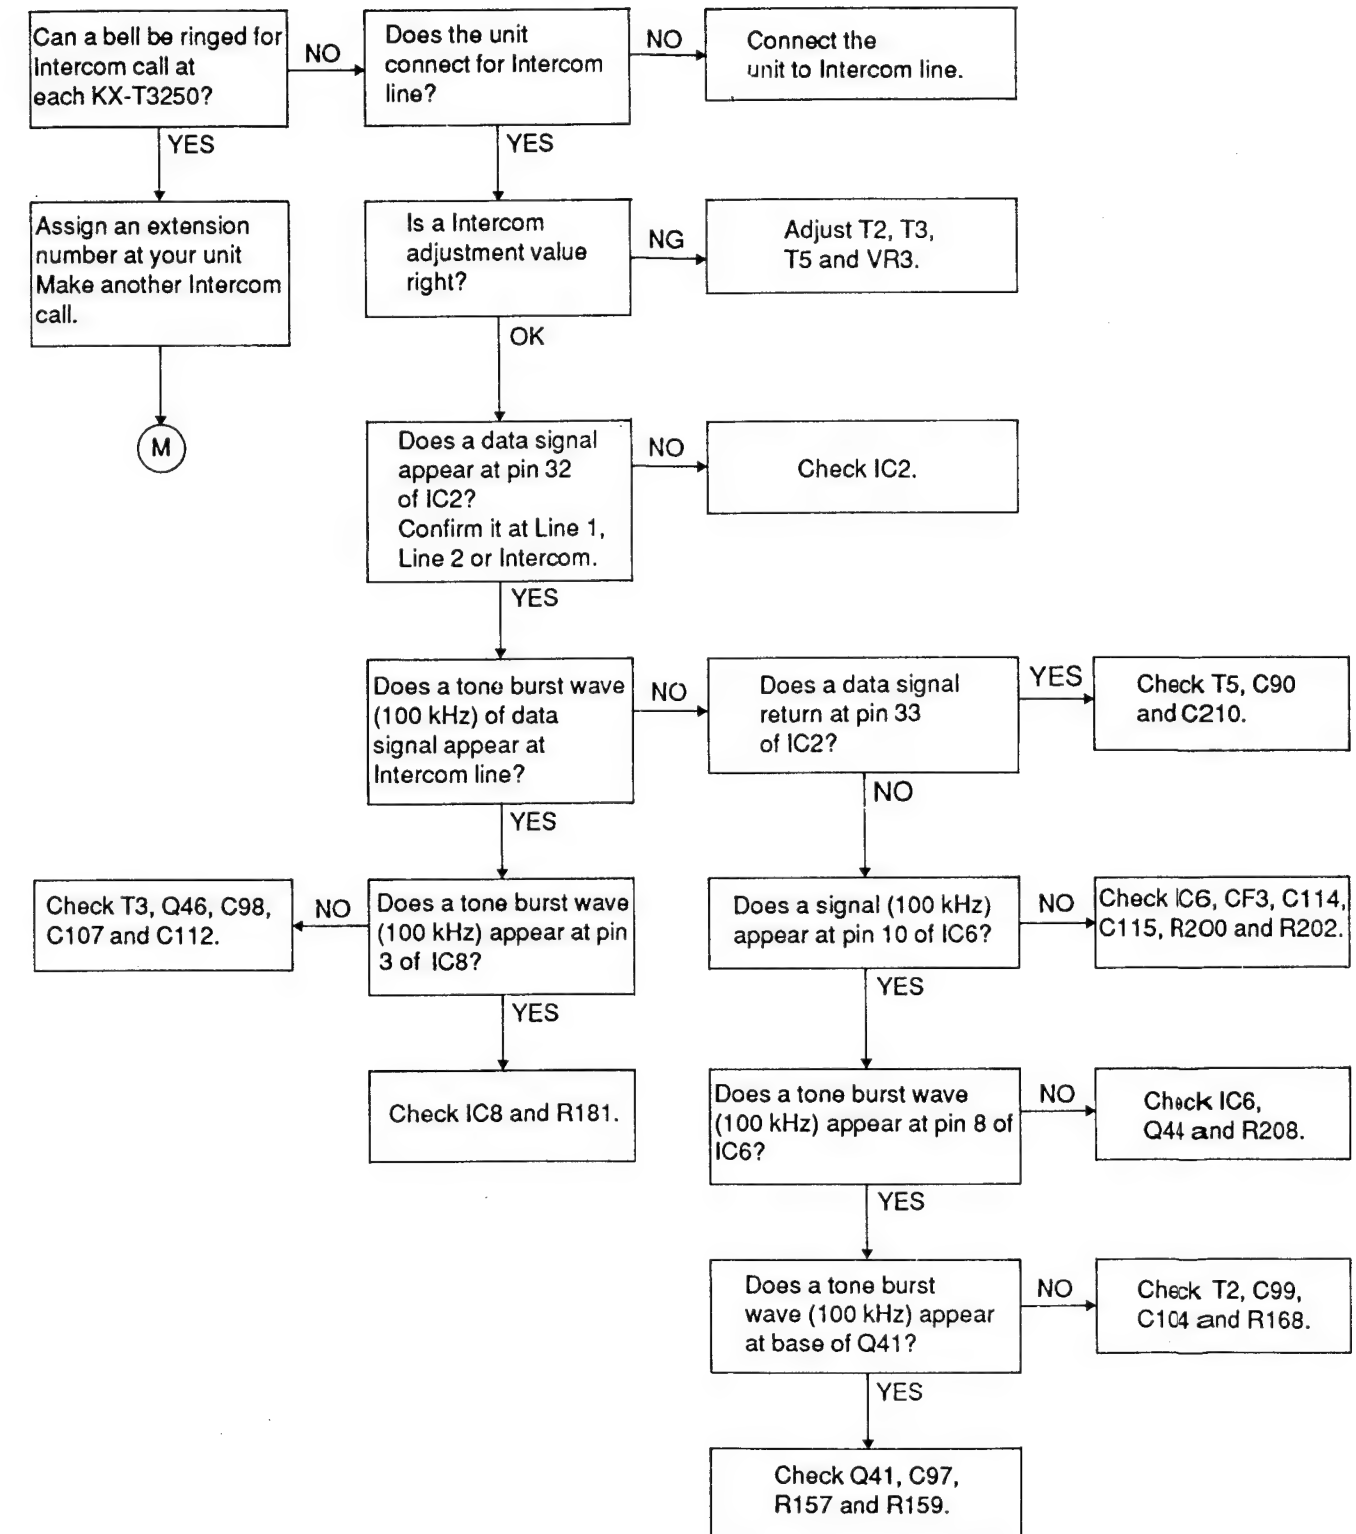 Can a bell be ringed for
Intercom call at
each KX-T3250?
NO
Does the unit
connect for Intercom
line?
NO
Connect the
unit to Intercom line.
YES
YES
Assign an extension
number at your unit
Make another Intercom
call.
Is a Intercom
adjustment value
right?
NG
Adjust T2, T3,
T5 and VR3.
OK
M
Does a data signal
appear at pin 32
of IC2?
Confirm it at Line 1,
Line 2 or Intercom.
NO
Check IC2.
YES
Does a tone burst wave
(100 kHz) of data
signal appear at
Intercom line?
NO
Does a data signal
return at pin 33
of IC2?
YES
Check T5, C90
and C210.
YES
NO
Check T3, Q46, C98,
C107 and C112.
NO
Does a tone burst wave
(100 kHz) appear at pin
3 of IC8?
Does a signal (100 kHz)
appear at pin 10 of IC6?
NO
Check IC6, CF3, C114,
C115, R200 and R202.
YES
YES
Check IC8 and R181.
Does a tone burst wave
(100 kHz) appear at pin 8 of
IC6?
NO
Check IC6,
Q44 and R208.
YES
Does a tone burst
wave (100 kHz) appear
at base of Q41?
NO
Check T2, C99,
C104 and R168.
YES
Check Q41, C97,
R157 and R159.